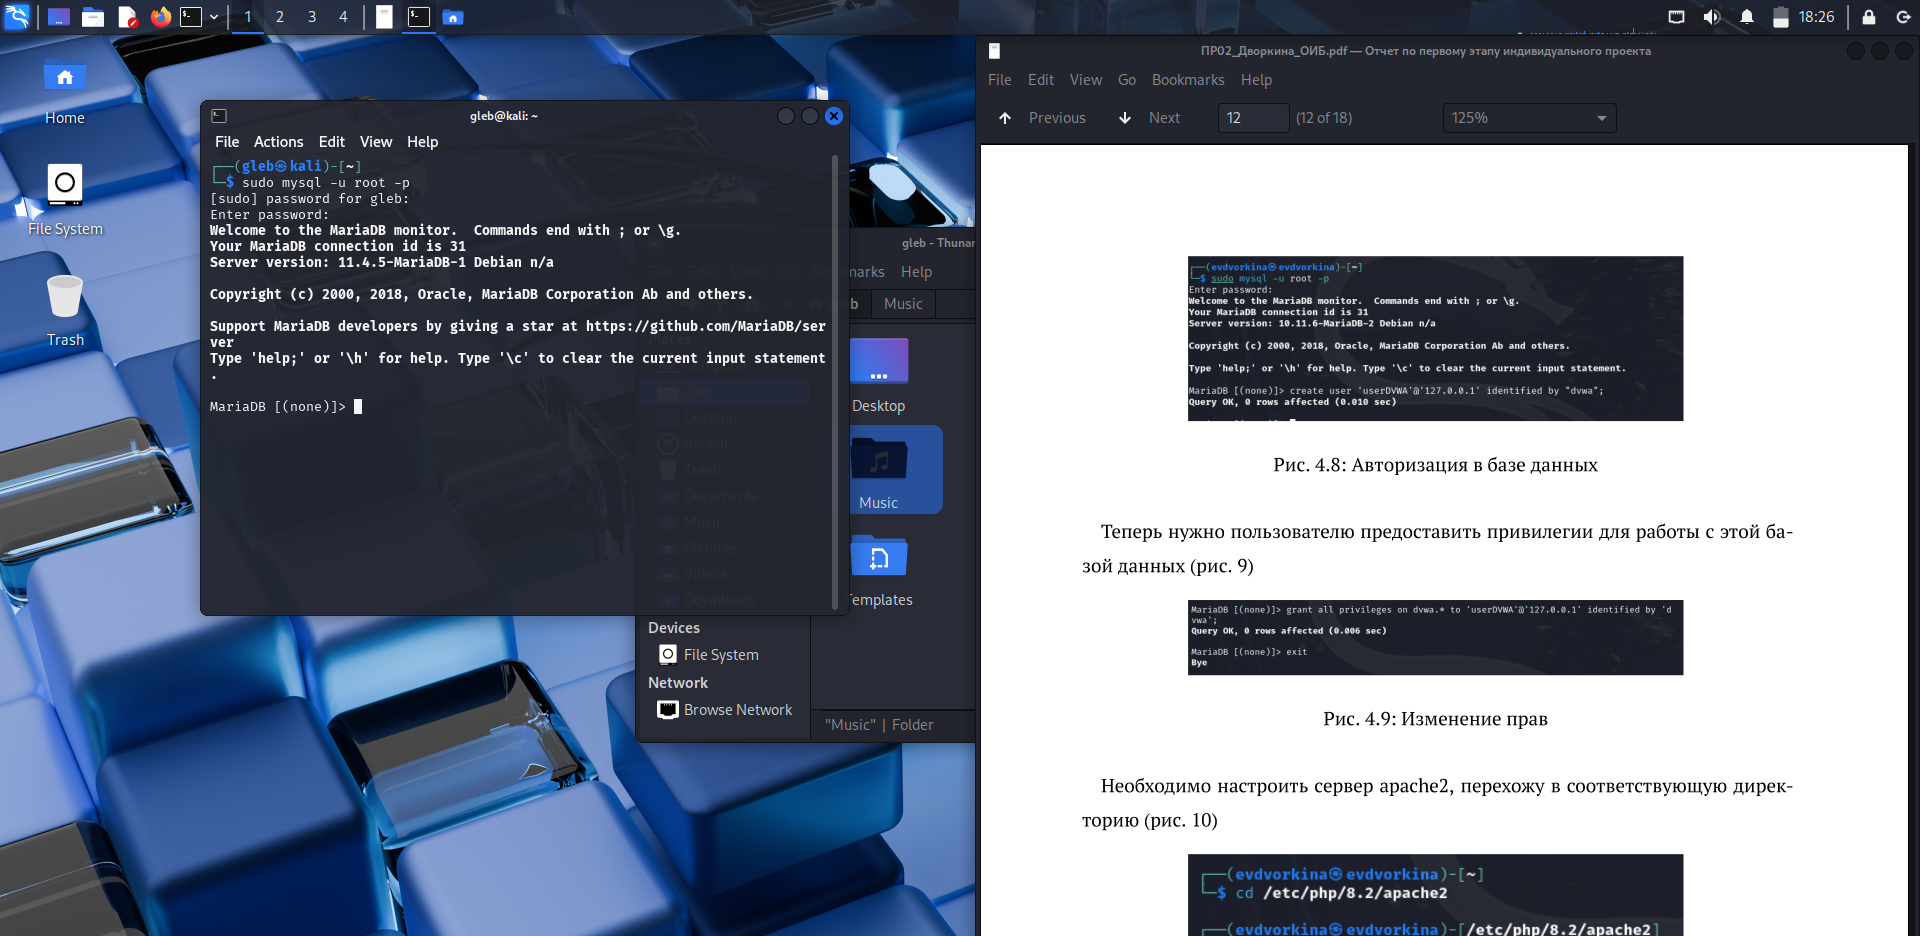 1 2 3 4
18:26
Home
File System
Trash
gleb@kali: ~
File Actions Edit View Help
┌──(gleb㉿kali)-[~]
└─$ sudo mysql -u root -p
[sudo] password for gleb:
Enter password:
Welcome to the MariaDB monitor.  Commands end with ; or \g.
Your MariaDB connection id is 31
Server version: 11.4.5-MariaDB-1 Debian n/a
Copyright (c) 2000, 2018, Oracle, MariaDB Corporation Ab and others.
Support MariaDB developers by giving a star at https://github.com/MariaDB/ser
ver
Type 'help;' or '\h' for help. Type '\c' to clear the current input statement
.
MariaDB [(none)]>
gleb - Thunar
marks Help
b Music
Places
Desktop
Recent
Trash
Documents
Music
Pictures
Videos
Downloads
Devices
File System
Network
Browse Network
Desktop
Music
Templates
"Music" | Folder
ПР02_Дворкина_ОИБ.pdf — Отчет по первому этапу индивидуального проекта
File Edit View Go Bookmarks Help
Previous Next 12 (12 of 18) 125%
┌──(evdvorkina㉿evdvorkina)-[~]
└─$ sudo mysql -u root -p
Enter password:
Welcome to the MariaDB monitor.  Commands end with ; or \g.
Your MariaDB connection id is 31
Server version: 10.11.6-MariaDB-2 Debian n/a
Copyright (c) 2000, 2018, Oracle, MariaDB Corporation Ab and others.
Type 'help;' or '\h' for help. Type '\c' to clear the current input statement.
MariaDB [(none)]> create user 'userDVWA'@'127.0.0.1' identified by "dvwa";
Query OK, 0 rows affected (0.010 sec)
Рис. 4.8: Авторизация в базе данных
Теперь нужно пользователю предоставить привилегии для работы с этой ба-
зой данных (рис. 9)
MariaDB [(none)]> grant all privileges on dvwa.* to 'userDVWA'@'127.0.0.1' identified by 'd
vwa';
Query OK, 0 rows affected (0.006 sec)
MariaDB [(none)]> exit
Bye
Рис. 4.9: Изменение прав
Необходимо настроить сервер apache2, перехожу в соответствующую дирек-
торию (рис. 10)
┌──(evdvorkina㉿evdvorkina)-[~]
└─$ cd /etc/php/8.2/apache2
┌──(evdvorkina㉿evdvorkina)-[/etc/php/8.2/apache2]